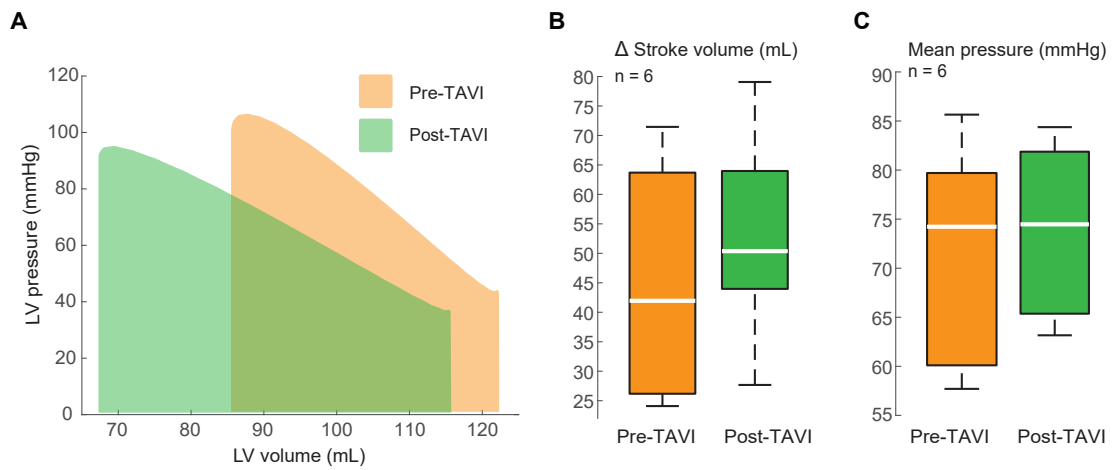 A
LV pressure (mmHg)
120
100
80
60
40
20
0
70
80
90
100
110
120
LV volume (mL)
Pre-TAVI
Post-TAVI
B
Δ Stroke volume (mL)
n = 6
80
75
70
65
60
55
50
45
40
35
30
25
Pre-TAVI
Post-TAVI
C
Mean pressure (mmHg)
n = 6
90
85
80
75
70
65
60
55
Pre-TAVI
Post-TAVI